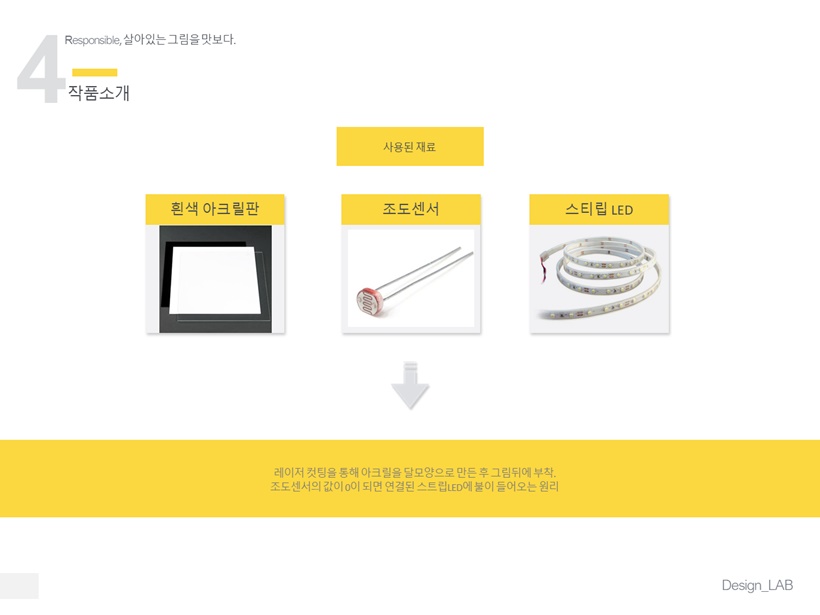 4
Responsible, 살아있는 그림을 맛보다.
작품소개
사용된 재료
흰색 아크릴판
조도센서
스티립 LED
레이저 컷팅을 통해 아크릴을 달모양으로 만든 후 그림뒤에 부착,
조도센서의 값이 0이 되면 연결된 스트립LED에 불이 들어오는 원리
Design_LAB